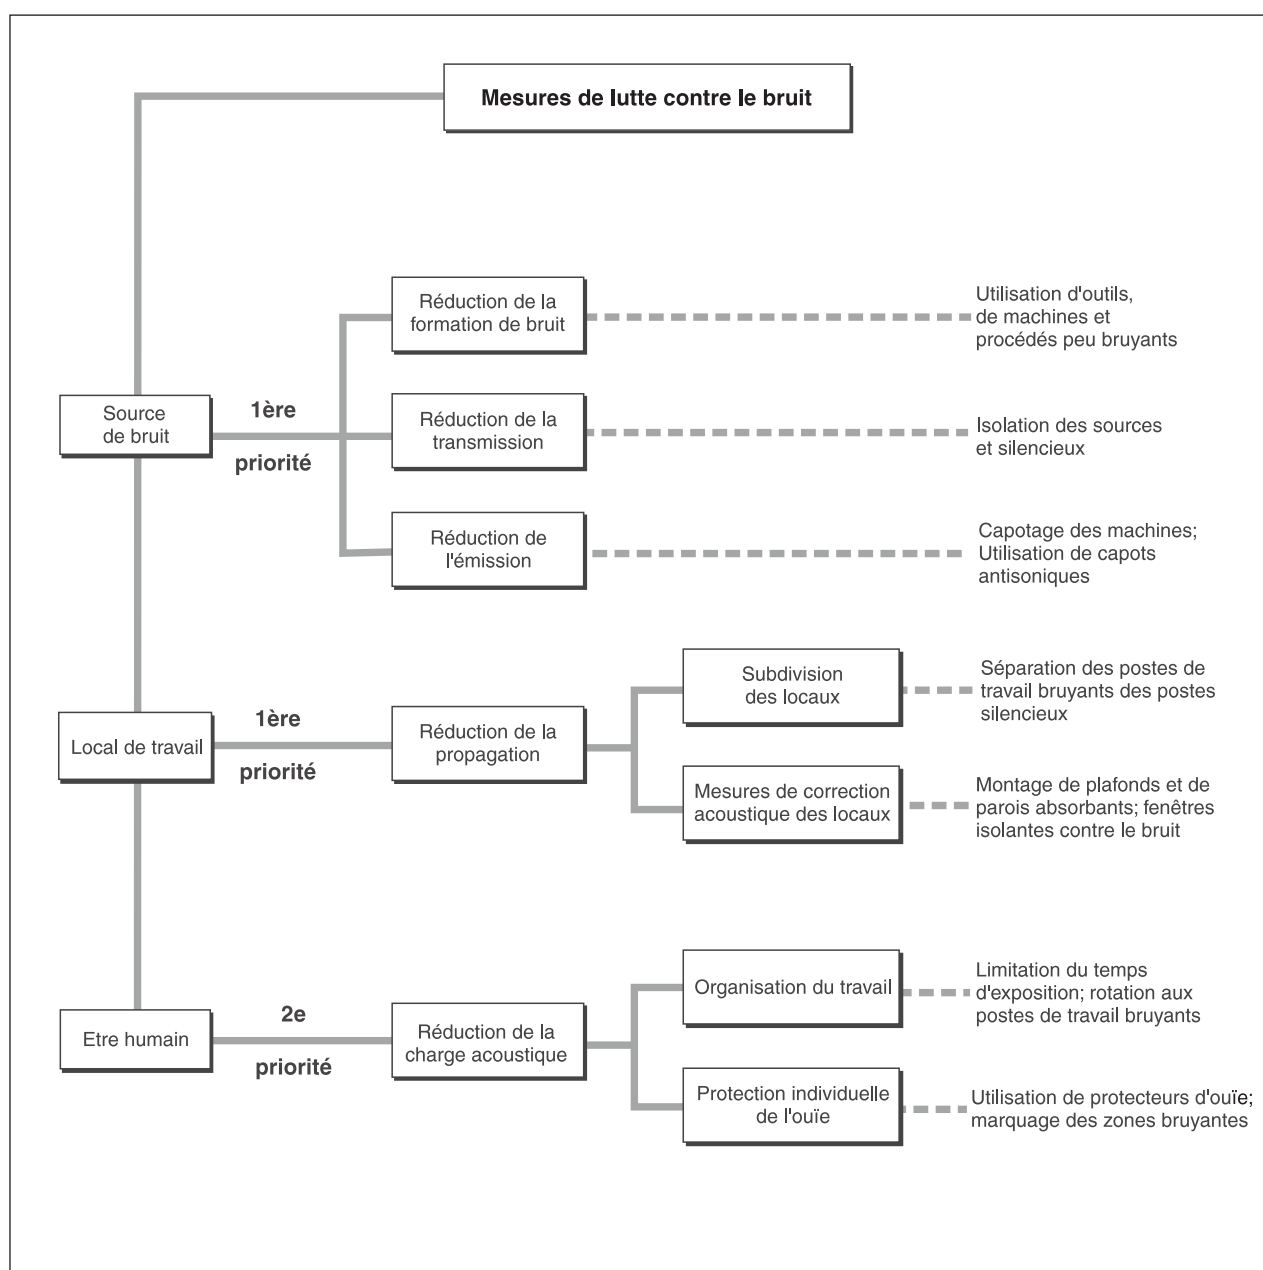 Mesures de lutte contre le bruit
Source
de bruit
1ère
priorité
Réduction de la
formation de bruit
Utilisation d'outils,
de machines et
procédés peu bruyants
Réduction de la
transmission
Isolation des sources
et silencieux
Réduction de
l'émission
Capotage des machines;
Utilisation de capots
antisoniques
Local de travail
1ère
priorité
Réduction de la
propagation
Subdivision
des locaux
Séparation des postes de
travail bruyants des postes
silencieux
Mesures de correction
acoustique des locaux
Montage de plafonds et de
parois absorbants; fenêtres
isolantes contre le bruit
Etre humain
2e
priorité
Réduction de la
charge acoustique
Organisation du travail
Limitation du temps
d'exposition; rotation aux
postes de travail bruyants
Protection individuelle
de l'ouïe
Utilisation de protecteurs d'ouïe;
marquage des zones bruyantes